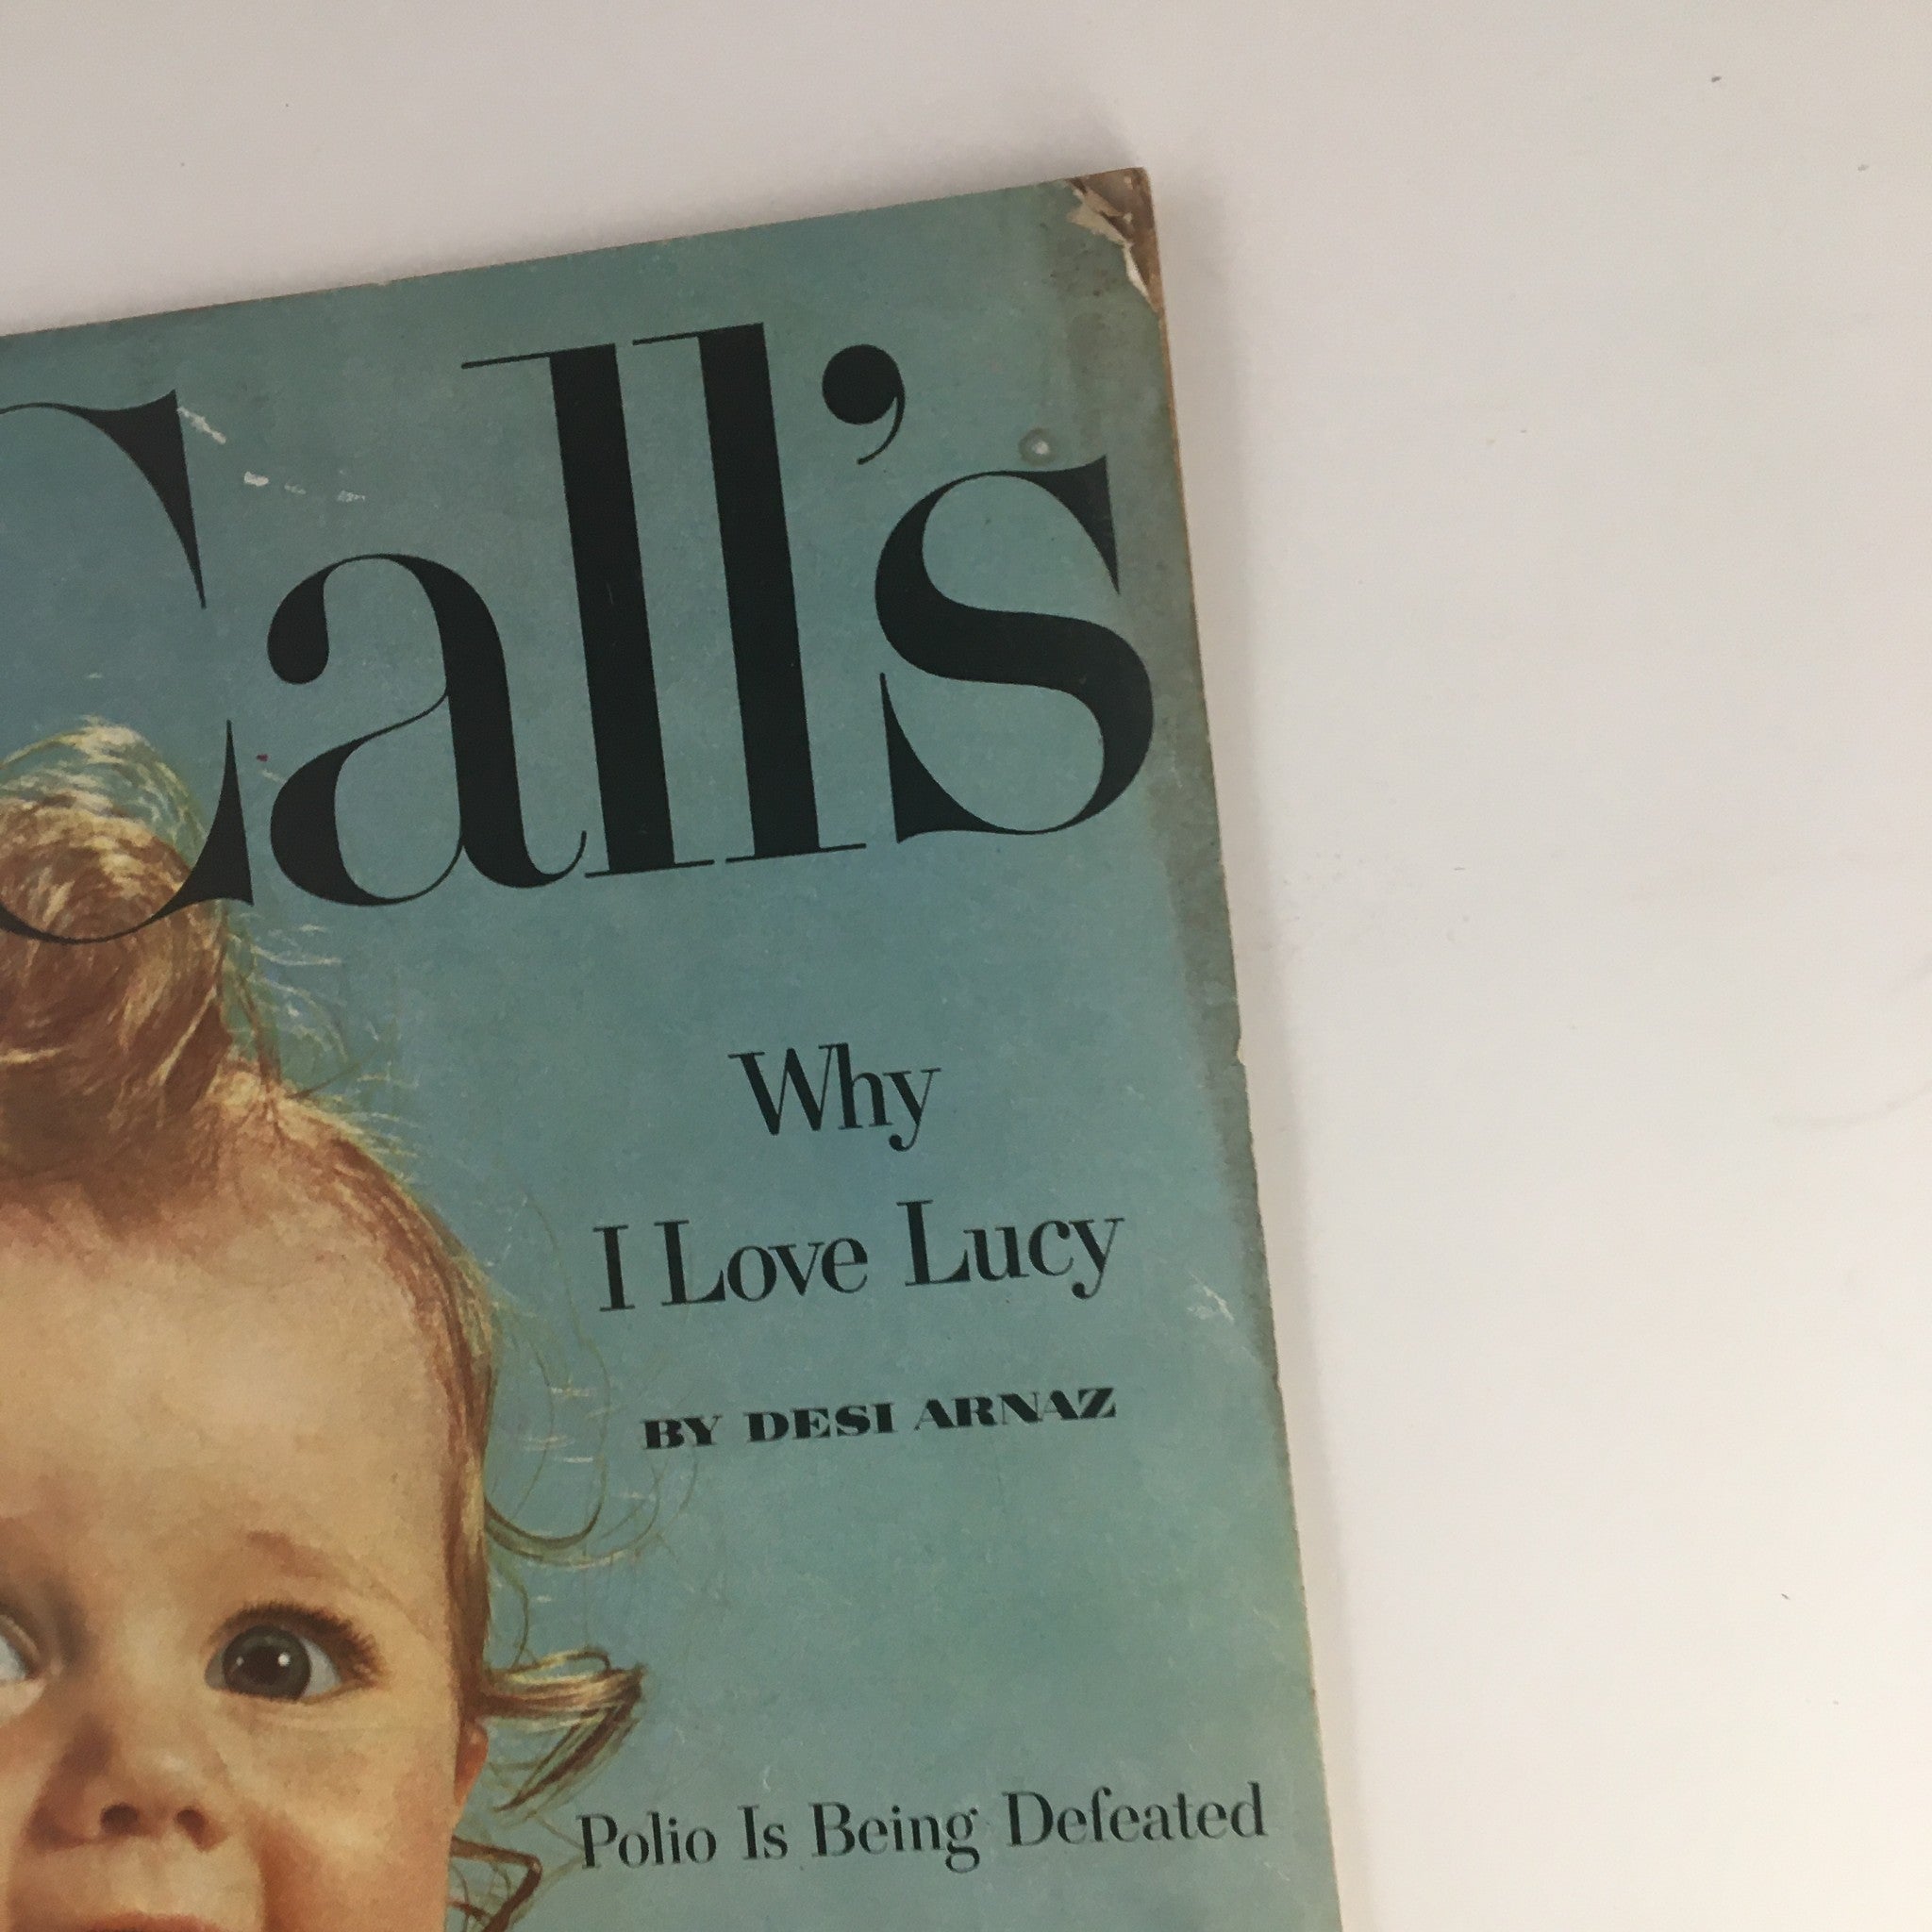 Call's
Why
I Love Lucy
BY DESI ARNAZ
Polio Is Being Defeated